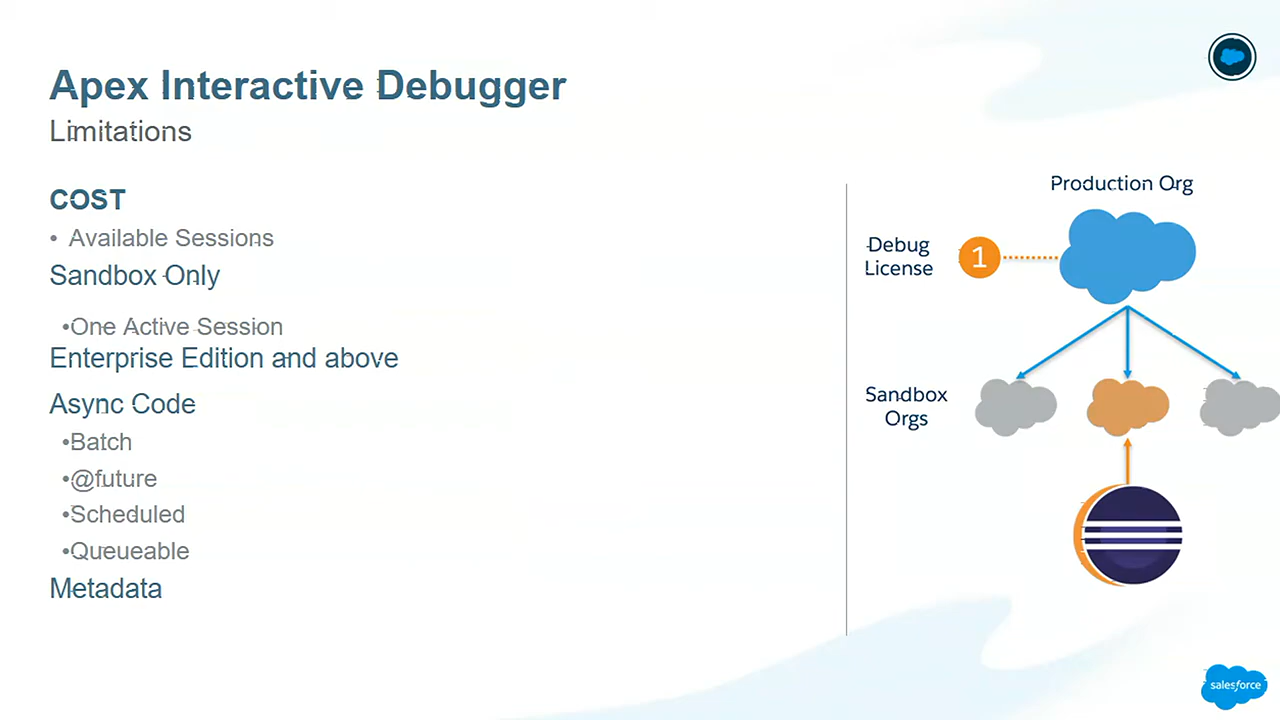 Apex Interactive Debugger
Limitations
COST
• Available Sessions
Sandbox Only
•One Active Session
Enterprise Edition and above
Async Code
•Batch
•@future
•Scheduled
•Queueable
Metadata
Production Org
Debug
License
1
Sandbox
Orgs
salesforce